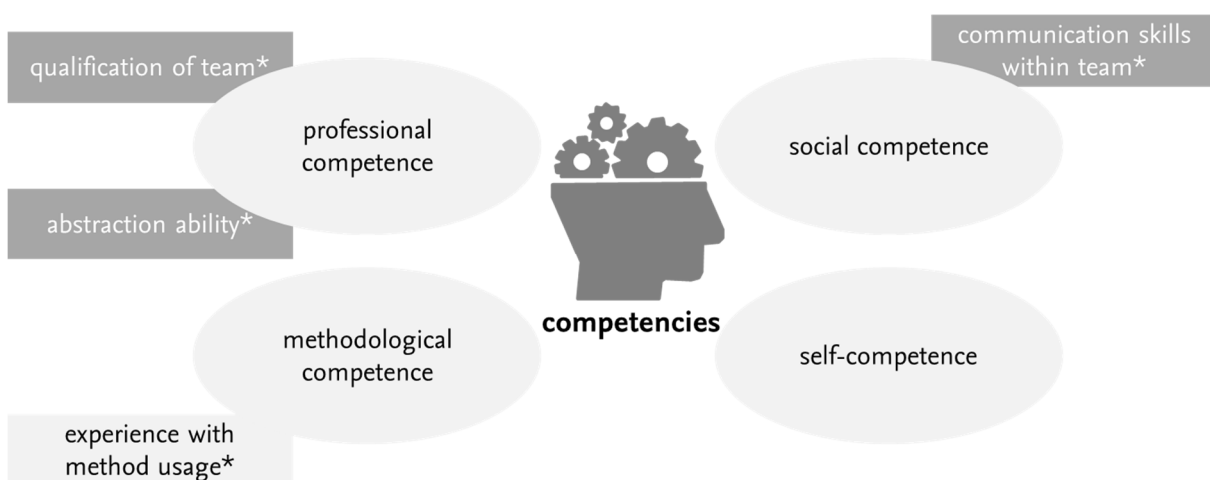 communication skills
within team*
qualification of team*
professional
competence
social competence
abstraction ability*
competencies
methodological
competence
self-competence
experience with
method usage*